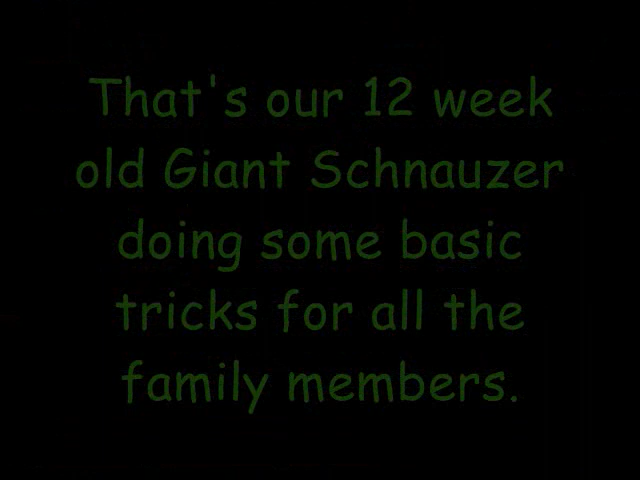 That's our 12 week
old Giant Schnauzer
doing some basic
tricks for all the
family members.